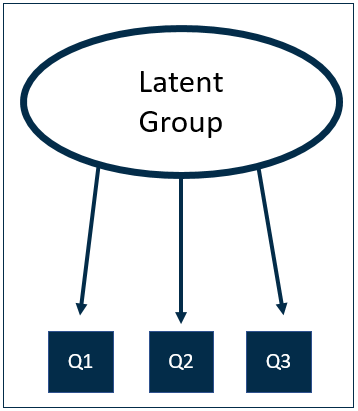 Latent
Group
Q1 Q2 Q3